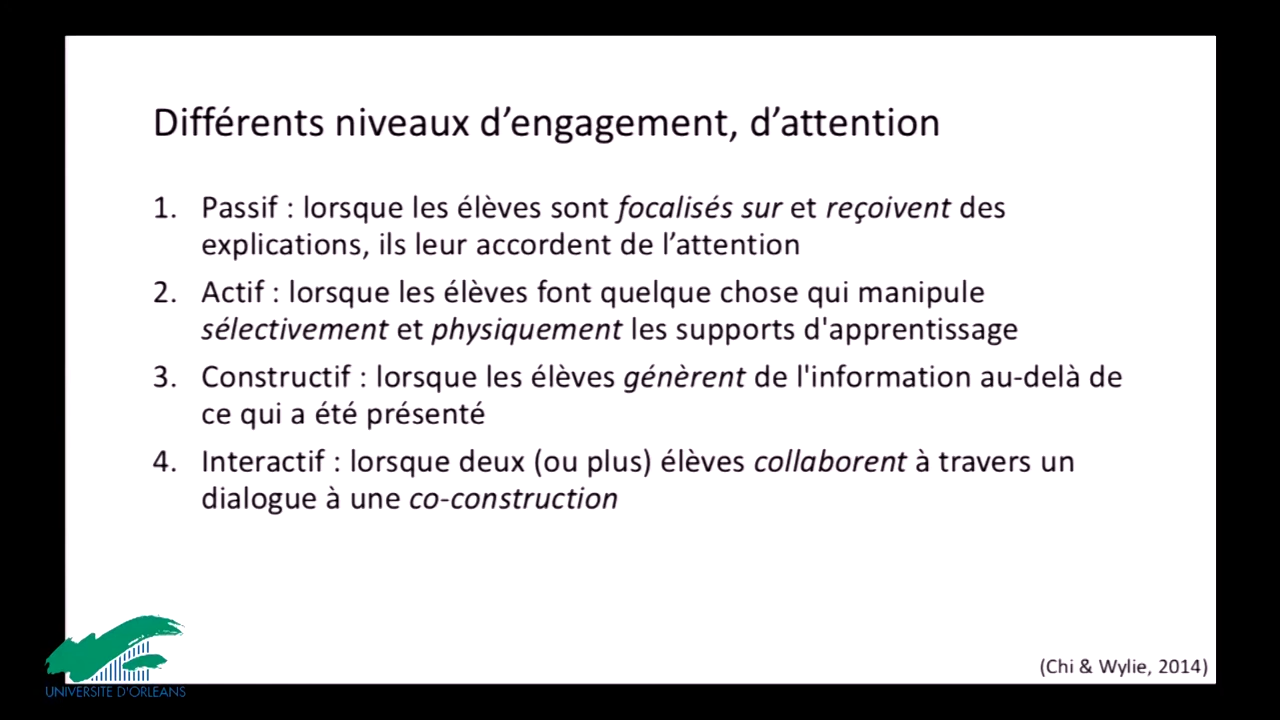 Différents niveaux d’engagement, d’attention
1. Passif : lorsque les élèves sont focalisés sur et reçoivent des
explications, ils leur accordent de l’attention
2. Actif : lorsque les élèves font quelque chose qui manipule
sélectivement et physiquement les supports d'apprentissage
3. Constructif : lorsque les élèves génèrent de l'information au-delà de
ce qui a été présenté
4. Interactif : lorsque deux (ou plus) élèves collaborent à travers un
dialogue à une co-construction
(Chi & Wylie, 2014)
UNIVERSITE D'ORLEANS